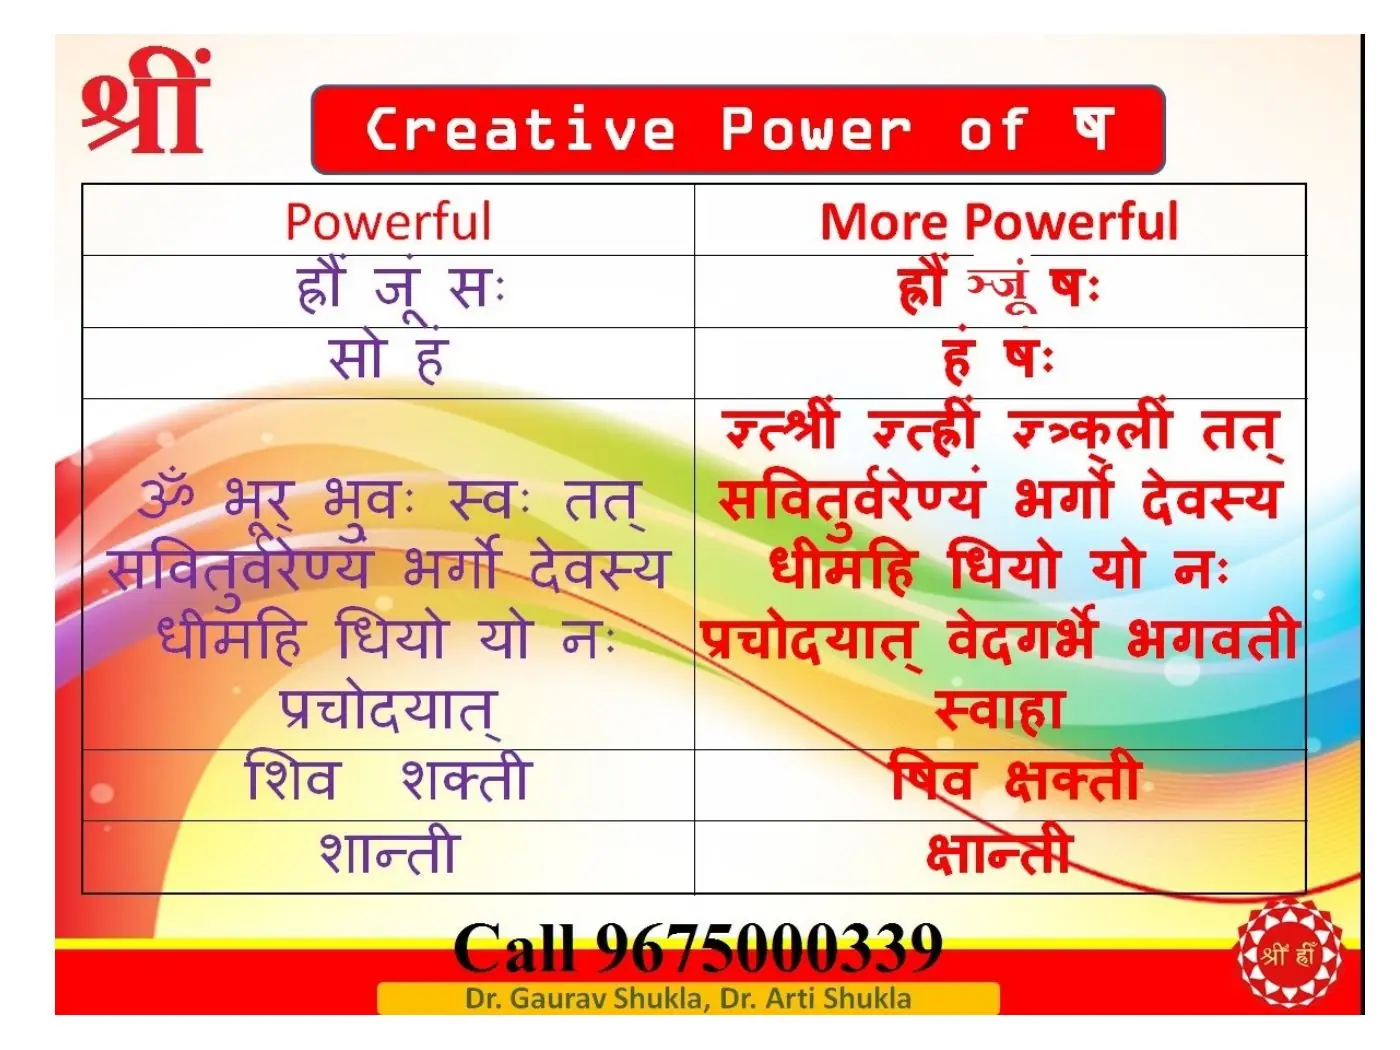 श्रीं
Creative Power of ष
Powerful
More Powerful
ह्रौं जूं सः
ह्रौं ञ्जूं षः
सो हं
हं षः
ॐ भूर् भुवः स्वः तत्
सवितुर्वरेण्यं भर्गो देवस्य
धीमहि धियो यो नः
प्रचोदयात्
तत्
सवितुर्वरेण्यं भर्गो देवस्य
धीमहि धियो यो नः
प्रचोदयात् वेदगर्भे भगवती
स्वाहा
शिव शक्ती
षिव क्षक्ती
शान्ती
क्षान्ती
Call 9675000339
Dr. Gaurav Shukla, Dr. Arti Shukla
श्रीं ह्रीं